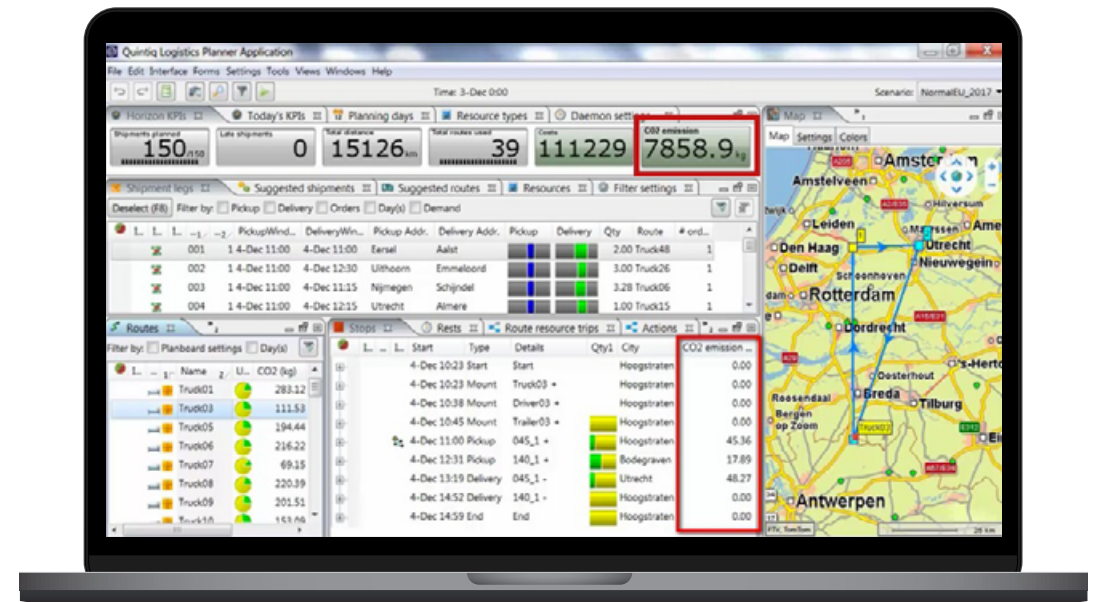 Quintiq Logistics Planner Application
File Edit Interface Forms Settings Tools Views Windows Help
Time: 3-Dec 0:00
Scenario: NormalEU_2017
Horizon KPIs Today's KPIs Planning days Resource types Daemon settings
Shipments planned Late shipments Total distance Total routes used Costs CO2 emission
150 /150 0 15126 km 39 111229 7858.9 kg
Shipment legs Suggested shipments Suggested routes Resources Filter settings
Deselect (F8) Filter by: Pickup Delivery Orders Day(s) Demand
L. L. L. PickupWind... DeliveryWin... Pickup Addr. Delivery Addr. Pickup Delivery Qty Route # ord...
001 1 4-Dec 11:00 4-Dec 11:00 Eersel Aalst 2.00 Truck48 1
002 1 4-Dec 11:00 4-Dec 12:30 Uithoorn Emmeloord 3.00 Truck26 1
003 1 4-Dec 11:00 4-Dec 11:15 Nijmegen Schijndel 3.28 Truck06 1
004 1 4-Dec 11:00 4-Dec 12:15 Utrecht Almere 1.00 Truck15 1
Routes
Filter by: Planboard settings Day(s)
Name U... CO2 (kg)
Truck01 283.12
Truck03 111.53
Truck05 194.44
Truck06 216.22
Truck07 69.15
Truck08 220.39
Truck09 201.51
Truck10 153.09
Stops Rests Route resource trips Actions
Start Type Details Qty1 City CO2 emission ...
4-Dec 10:23 Start Start Hoogstraten 0.00
4-Dec 10:23 Mount Truck03 + Hoogstraten 0.00
4-Dec 10:38 Mount Driver03 + Hoogstraten 0.00
4-Dec 10:45 Mount Trailer03 + Hoogstraten 0.00
4-Dec 11:00 Pickup 045_1 + Hoogstraten 45.36
4-Dec 12:31 Pickup 140_1 + Bodegraven 17.89
4-Dec 13:19 Delivery 045_1 - Utrecht 48.27
4-Dec 14:52 Delivery 140_1 - Hoogstraten 0.00
4-Dec 14:59 End End Hoogstraten 0.00
Map
Map Settings Colors
Amstelveen
Hilversum
Leiden
Den Haag
Utrecht
Delft
Schoonhoven
Nieuwegein
Rotterdam
Dordrecht
Oosterhout
Roosendaal
Breda
Tilburg
Bergen
op Zoom
Truck03
Antwerpen
PTV, TomTom
26 km